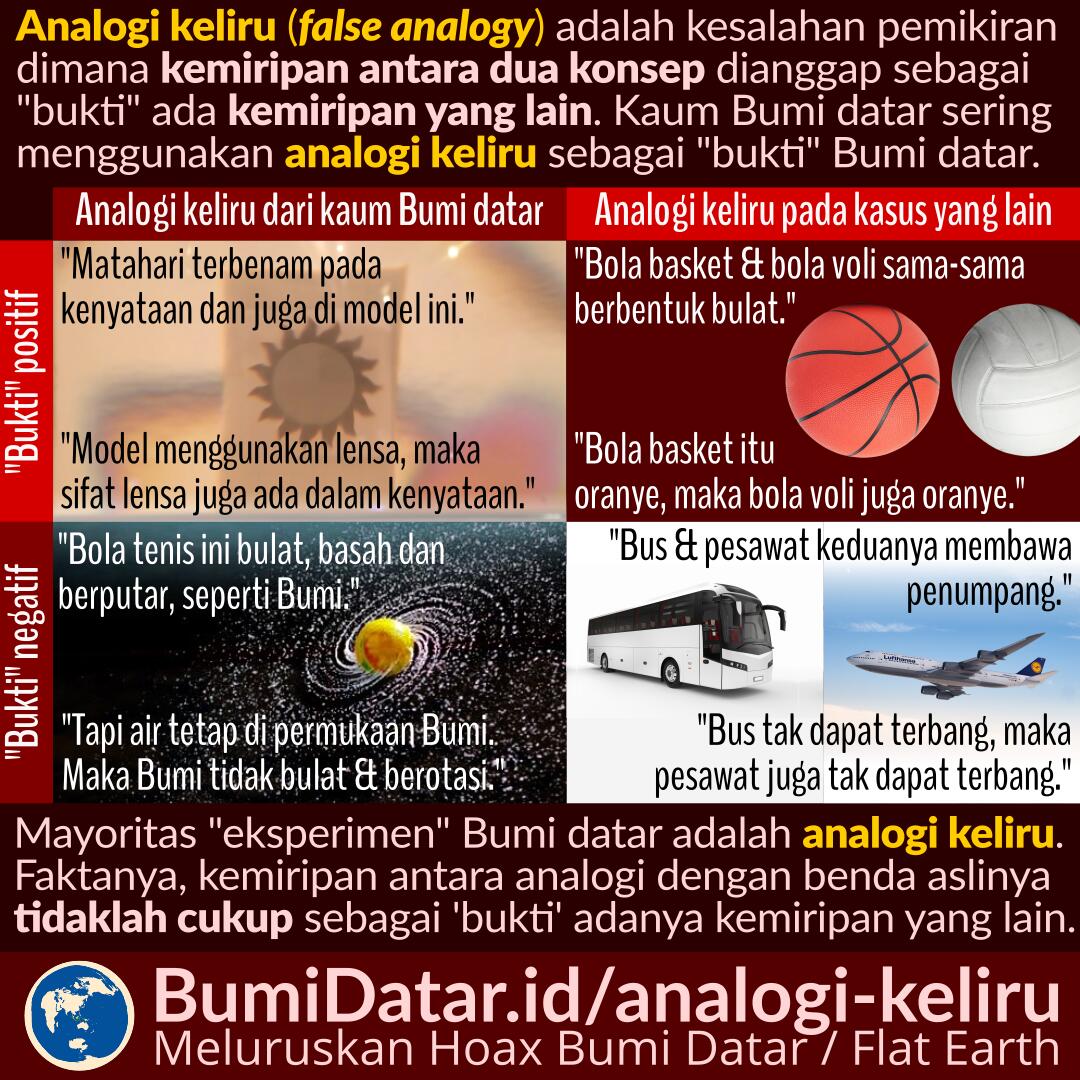 Analogi keliru (false analogy) adalah kesalahan pemikiran
dimana kemiripan antara dua konsep dianggap sebagai
"bukti" ada kemiripan yang lain. Kaum Bumi datar sering
menggunakan analogi keliru sebagai "bukti" Bumi datar.
Analogi keliru dari kaum Bumi datar
Analogi keliru pada kasus yang lain
"Bukti" positif
"Matahari terbenam pada
kenyataan dan juga di model ini."
"Model menggunakan lensa, maka
sifat lensa juga ada dalam kenyataan."
"Bola basket & bola voli sama-sama
berbentuk bulat."
"Bola basket itu
oranye, maka bola voli juga oranye."
"Bukti" negatif
"Bola tenis ini bulat, basah dan
berputar, seperti Bumi."
"Tapi air tetap di permukaan Bumi.
Maka Bumi tidak bulat & berotasi."
"Bus & pesawat keduanya membawa
penumpang."
Lufthansa
"Bus tak dapat terbang, maka
pesawat juga tak dapat terbang."
Mayoritas "eksperimen" Bumi datar adalah analogi keliru.
Faktanya, kemiripan antara analogi dengan benda aslinya
tidaklah cukup sebagai 'bukti' adanya kemiripan yang lain.
BumiDatar.id/analogi-keliru
Meluruskan Hoax Bumi Datar / Flat Earth